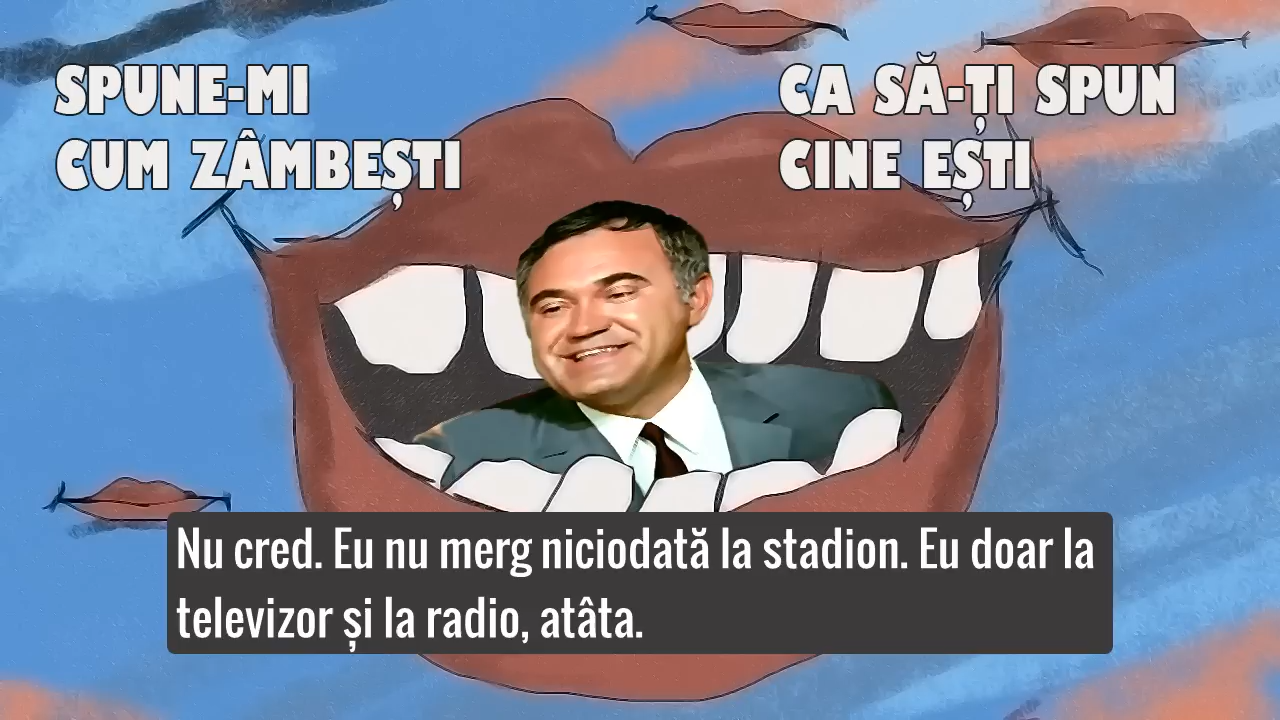 SPUNE-MI
CUM ZÂMBEȘTI
CA SĂ-ȚI SPUN
CINE EȘTI
Nu cred. Eu nu merg niciodată la stadion. Eu doar la
televizor și la radio, atâta.